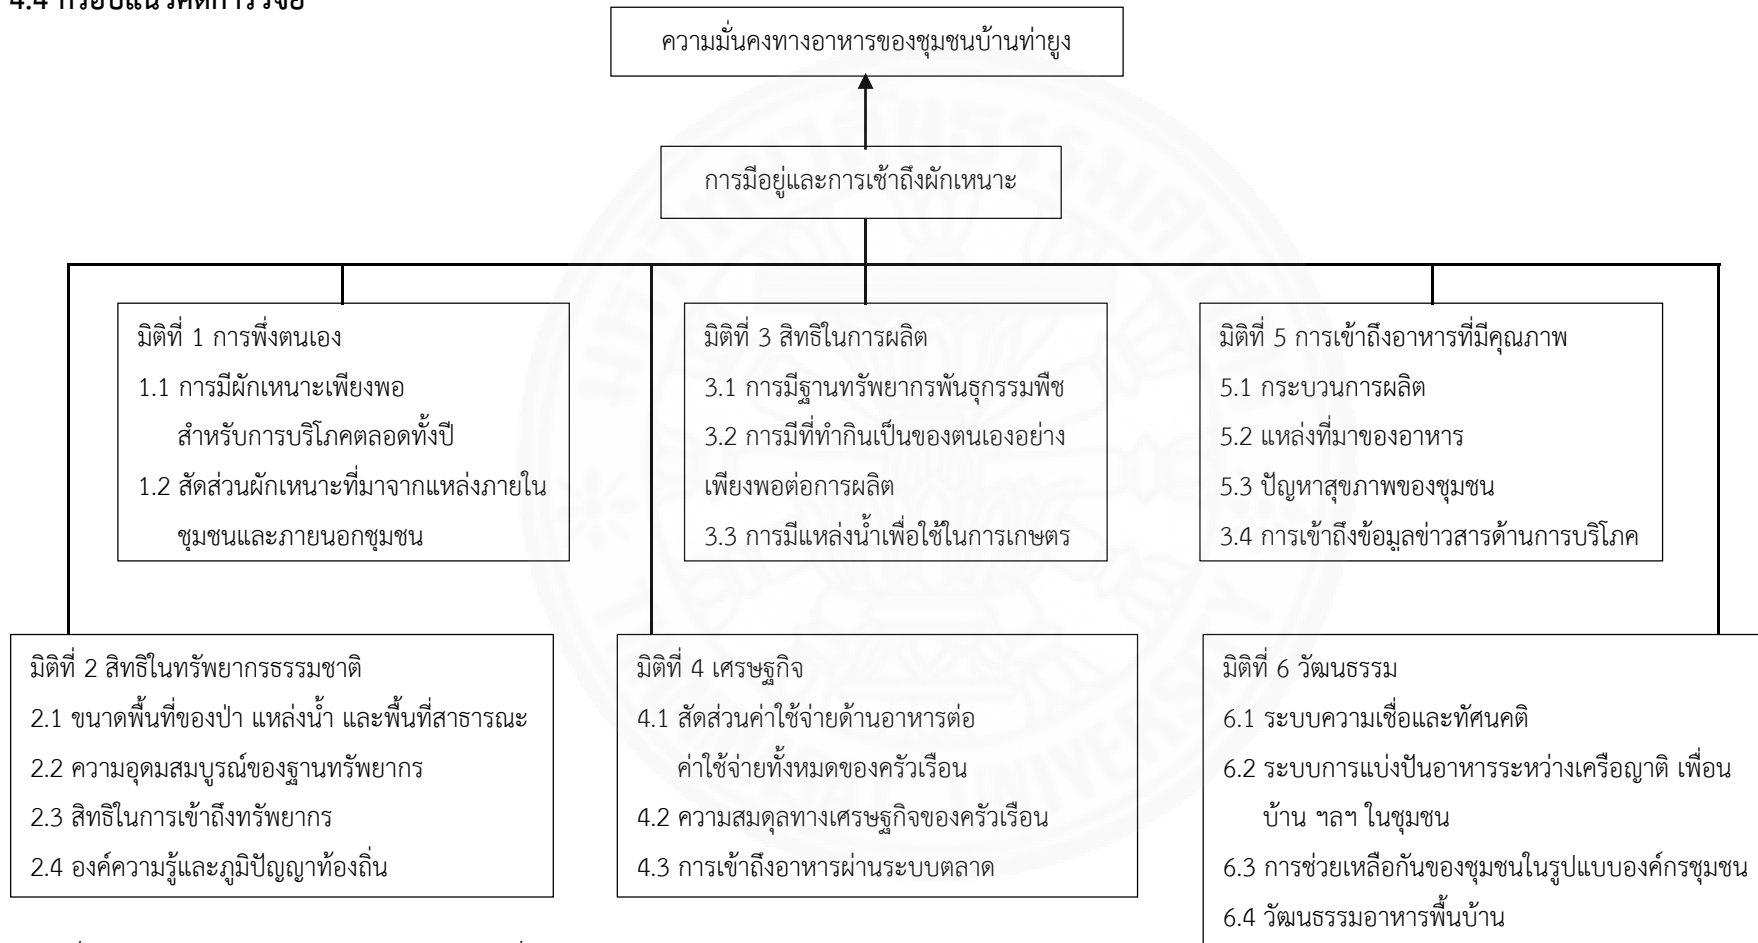 4.4 กรอบแนวคิดการวิจัย
ความมั่นคงทางอาหารของชุมชนบ้านท่ายูง
การมีอยู่และการเช้าถึงผักเหนาะ
มิติที่ 1 การพึ่งตนเอง
1.1 การมีผักเหนาะเพียงพอ
สำหรับการบริโภคตลอดทั้งปี
1.2 สัดส่วนผักเหนาะที่มาจากแหล่งภายใน
ชุมชนและภายนอกชุมชน
มิติที่ 3 สิทธิในการผลิต
3.1 การมีฐานทรัพยากรพันธุกรรมพืช
3.2 การมีที่ทำกินเป็นของตนเองอย่าง
เพียงพอต่อการผลิต
3.3 การมีแหล่งน้ำเพื่อใช้ในการเกษตร
มิติที่ 5 การเข้าถึงอาหารที่มีคุณภาพ
5.1 กระบวนการผลิต
5.2 แหล่งที่มาของอาหาร
5.3 ปัญหาสุขภาพของชุมชน
3.4 การเข้าถึงข้อมูลข่าวสารด้านการบริโภค
มิติที่ 2 สิทธิในทรัพยากรธรรมชาติ
2.1 ขนาดพื้นที่ของป่า แหล่งน้ำ และพื้นที่สาธารณะ
2.2 ความอุดมสมบูรณ์ของฐานทรัพยากร
2.3 สิทธิในการเข้าถึงทรัพยากร
2.4 องค์ความรู้และภูมิปัญญาท้องถิ่น
มิติที่ 4 เศรษฐกิจ
4.1 สัดส่วนค่าใช้จ่ายด้านอาหารต่อ
ค่าใช้จ่ายทั้งหมดของครัวเรือน
4.2 ความสมดุลทางเศรษฐกิจของครัวเรือน
4.3 การเข้าถึงอาหารผ่านระบบตลาด
มิติที่ 6 วัฒนธรรม
6.1 ระบบความเชื่อและทัศนคติ
6.2 ระบบการแบ่งปันอาหารระหว่างเครือญาติ เพื่อน
บ้าน ฯลฯ ในชุมชน
6.3 การช่วยเหลือกันของชุมชนในรูปแบบองค์กรชุมชน
6.4 วัฒนธรรมอาหารพื้นบ้าน